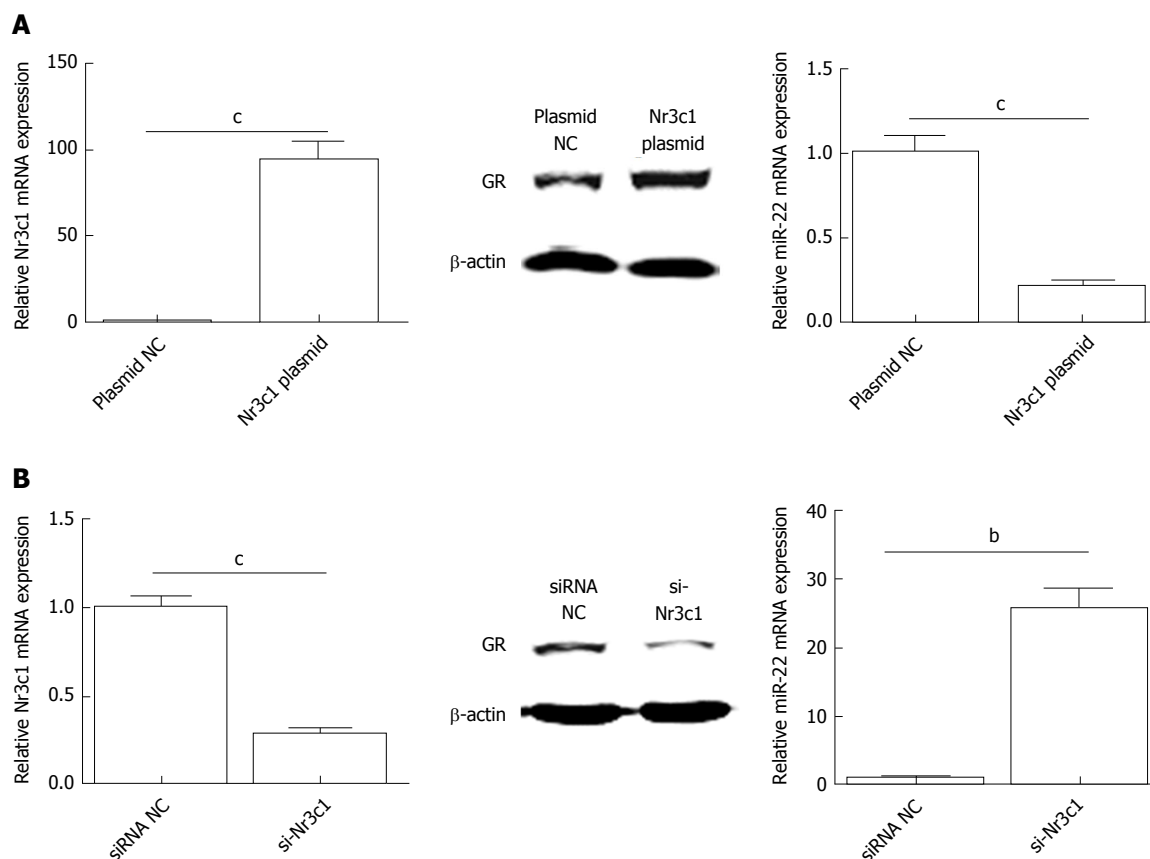 A
Relative Nr3c1 mRNA expression
150
100
50
0
c
Plasmid NC
Nr3c1 plasmid
Plasmid
NC
Nr3c1
plasmid
GR
β-actin
Relative miR-22 mRNA expression
1.5
1.0
0.5
0.0
c
Plasmid NC
Nr3c1 plasmid
B
Relative Nr3c1 mRNA expression
1.5
1.0
0.5
0.0
c
siRNA NC
si-Nr3c1
siRNA
NC
si-
Nr3c1
GR
β-actin
Relative miR-22 mRNA expression
40
30
20
10
0
b
siRNA NC
si-Nr3c1